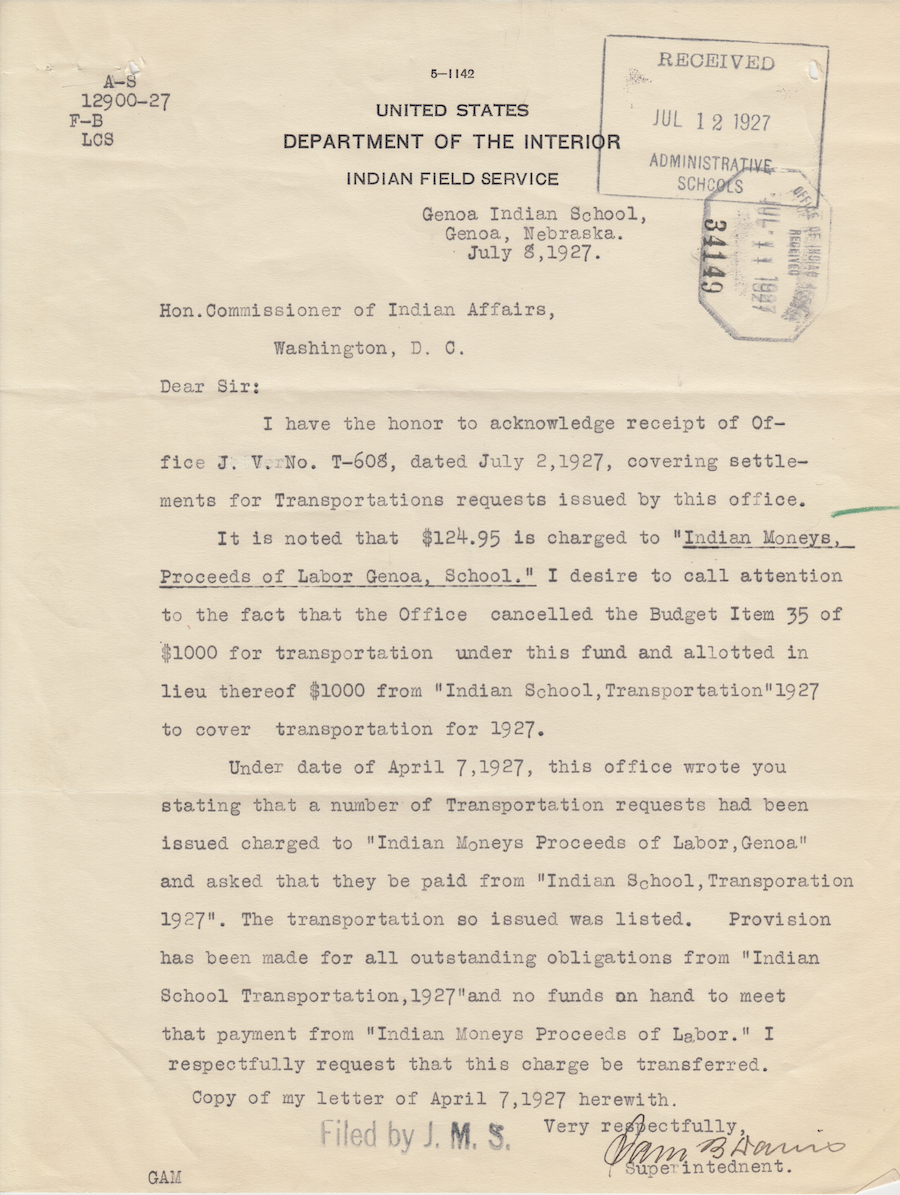 A-S
12900-27
F-B
LCS
5—1142
UNITED STATES
DEPARTMENT OF THE INTERIOR
INDIAN FIELD SERVICE
RECEIVED
JUL 12 1927
ADMINISTRATIVE
SCHOOLS
Genoa Indian School,
Genoa, Nebraska.
July 8,1927.
OFFICE OF INDIAN
RECEIVED
JUL 11 1927
34149
Hon.Commissioner of Indian Affairs,
Washington, D. C.
Dear Sir:
I have the honor to acknowledge receipt of Of-
fice J. V. No. T-608, dated July 2,1927, covering settle-
ments for Transportations requests issued by this office.
It is noted that $124.95 is charged to "Indian Moneys,
Proceeds of Labor Genoa, School." I desire to call attention
to the fact that the Office cancelled the Budget Item 35 of
$1000 for transportation under this fund and allotted in
lieu thereof $1000 from "Indian School,Transportation"1927
to cover transportation for 1927.
Under date of April 7,1927, this office wrote you
stating that a number of Transportation requests had been
issued charged to "Indian Moneys Proceeds of Labor,Genoa"
and asked that they be paid from "Indian School,Transporation
1927". The transportation so issued was listed. Provision
has been made for all outstanding obligations from "Indian
School Transportation,1927"and no funds on hand to meet
that payment from "Indian Moneys Proceeds of Labor." I
respectfully request that this charge be transferred.
Copy of my letter of April 7,1927 herewith.
Very respectfully,
Filed by J. M. S.
Sam B Davis
Superintednent.
GAM